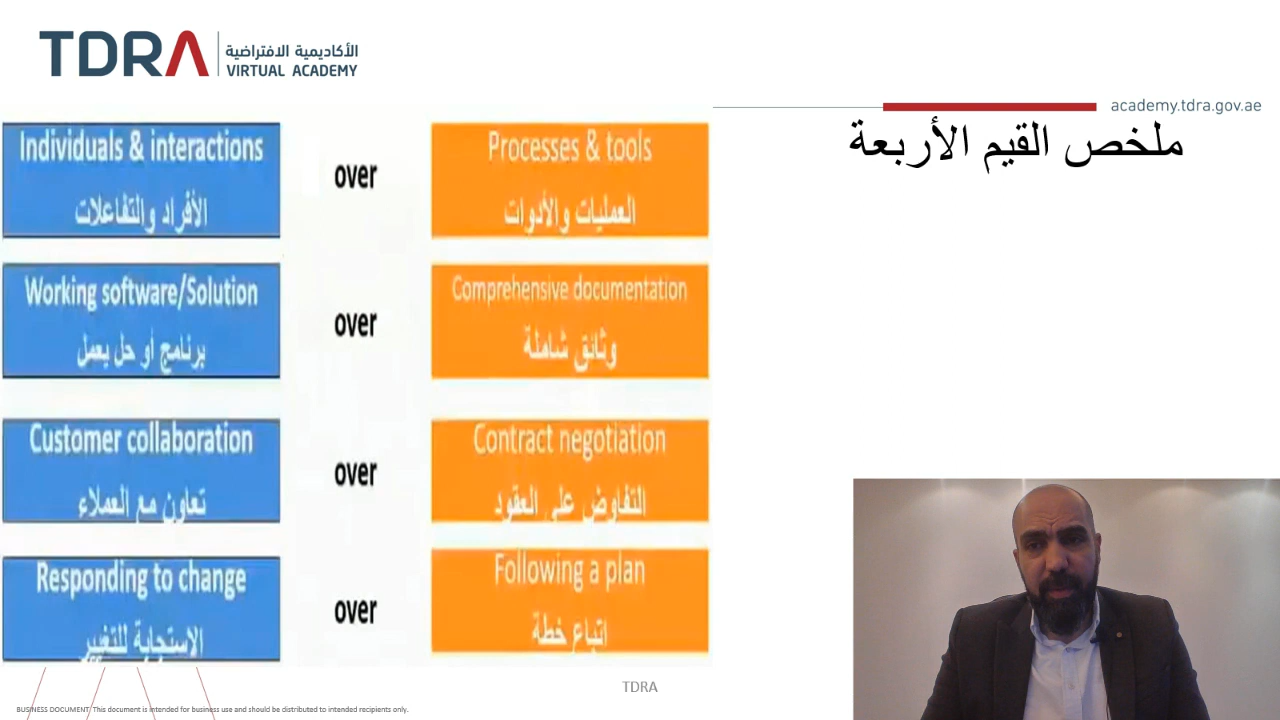 TDRA
الأكاديمية الافتراضية
VIRTUAL ACADEMY
academy.tdra.gov.ae
ملخص القيم الأربعة
Individuals & interactions
الأفراد والتفاعلات
over
Processes & tools
العمليات والأدوات
Working software/Solution
برنامج أو حل يعمل
over
Comprehensive documentation
وثائق شاملة
Customer collaboration
تعاون مع العملاء
over
Contract negotiation
التفاوض على العقود
Responding to change
الاستجابة للتغيير
over
Following a plan
اتباع خطة
TDRA
BUSINESS DOCUMENT: This document is intended for business use and should be distributed to intended recipients only.